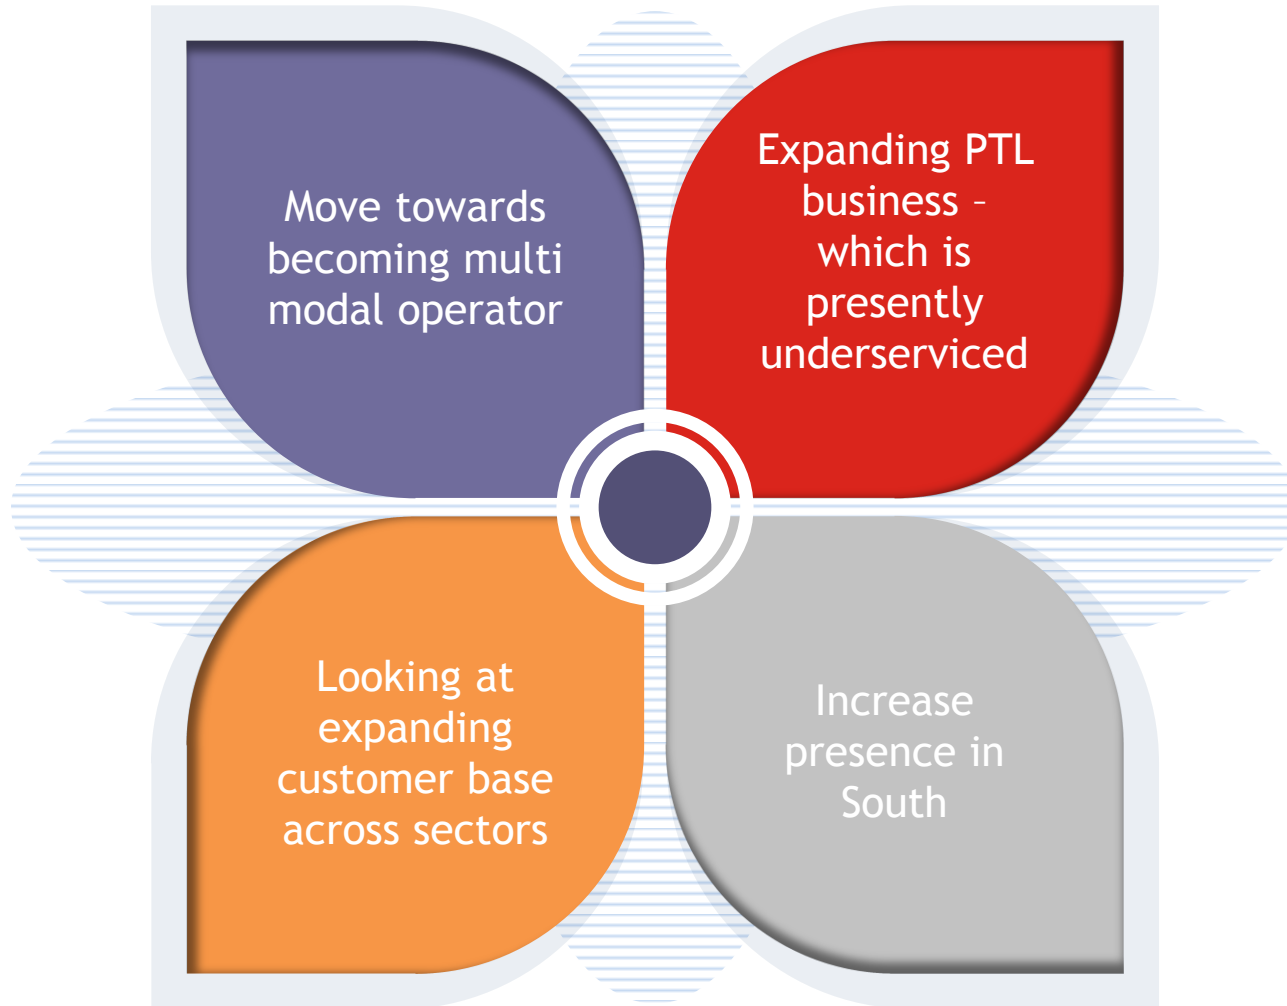 Move towards
becoming multi
modal operator
Expanding PTL
business –
which is
presently
underserviced
Looking at
expanding
customer base
across sectors
Increase
presence in
South